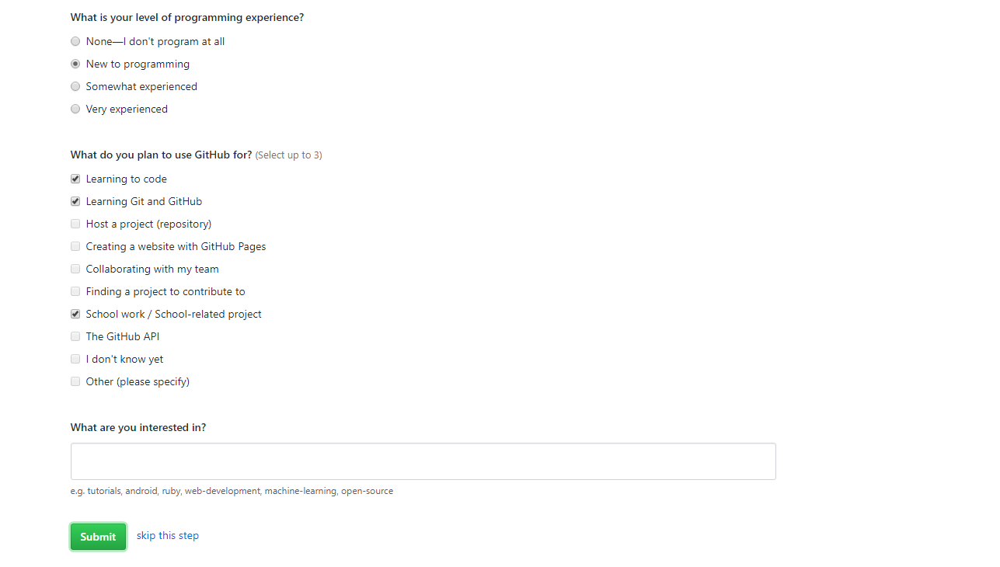 What is your level of programming experience?
None—I don't program at all
New to programming
Somewhat experienced
Very experienced
What do you plan to use GitHub for? (Select up to 3)
Learning to code
Learning Git and GitHub
Host a project (repository)
Creating a website with GitHub Pages
Collaborating with my team
Finding a project to contribute to
School work / School-related project
The GitHub API
I don't know yet
Other (please specify)
What are you interested in?
e.g. tutorials, android, ruby, web-development, machine-learning, open-source
Submit skip this step